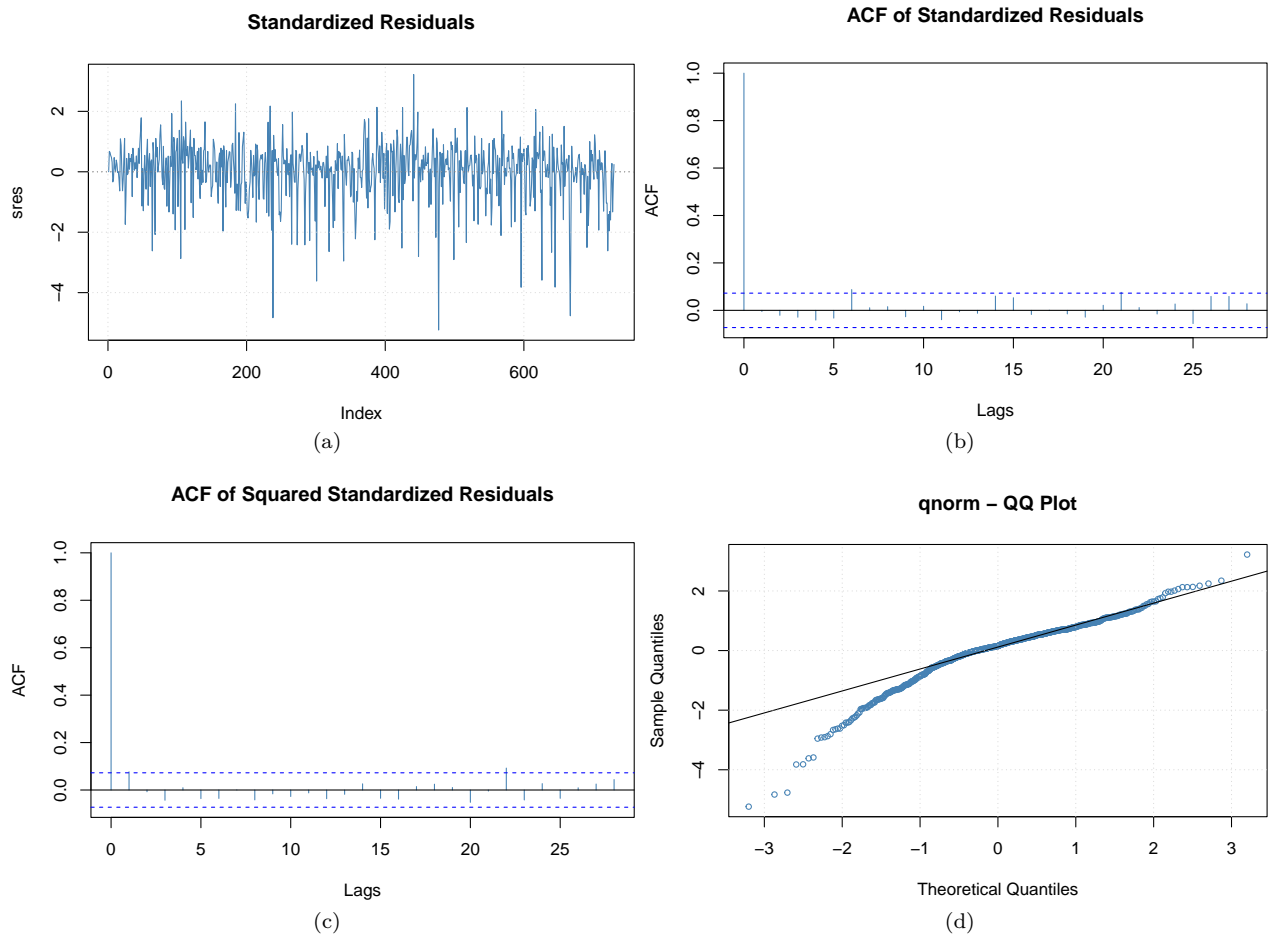 Standardized Residuals
sres
2
0
−2
−4
0 200 400 600
Index
(a)
ACF of Standardized Residuals
ACF
1.0
0.8
0.6
0.4
0.2
0.0
0 5 10 15 20 25
Lags
(b)
ACF of Squared Standardized Residuals
ACF
1.0
0.8
0.6
0.4
0.2
0.0
0 5 10 15 20 25
Lags
(c)
qnorm − QQ Plot
Sample Quantiles
2
0
−2
−4
−3 −2 −1 0 1 2 3
Theoretical Quantiles
(d)